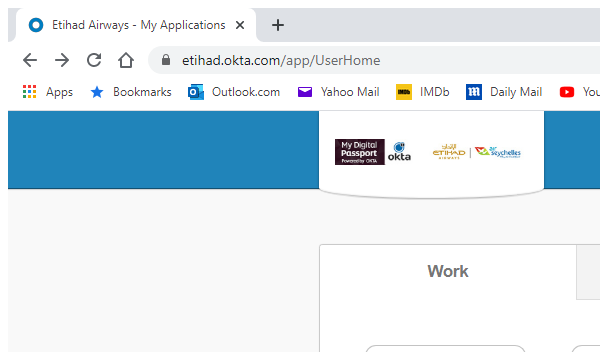 Etihad Airways - My Applications
etihad.okta.com/app/UserHome
Apps Bookmarks Outlook.com Yahoo Mail IMDb Daily Mail You
My Digital
Passport
Powered by OKTA
okta
الإتحاد
ETIHAD
AIRWAYS
air
Seychelles
Work